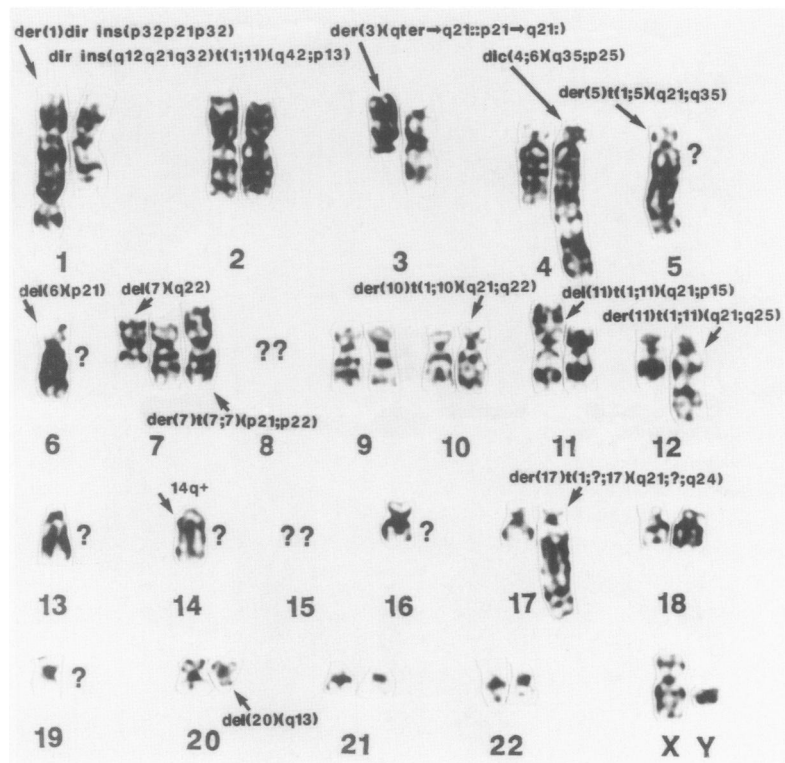 der(1)dir ins(p32p21p32)
dir ins(q12q21q32)t(1;11)(q42;p13)
der(3)(qter→q21::p21→q21:)
dic(4;6)(q35;p25)
der(5)t(1;5)(q21;q35)
?
1 2 3 4 5
del(6)(p21)
del(7)(q22)
der(10)t(1;10)(q21;q22)
del(11)t(1;11)(q21;p15)
der(11)t(1;11)(q21;q25)
? ??
der(7)t(7;7)(p21;p22)
6 7 8 9 10 11 12
14q+
der(17)t(1;?;17)(q21;?;q24)
? ? ?? ?
13 14 15 16 17 18
?
del(20)(q13)
19 20 21 22 X Y